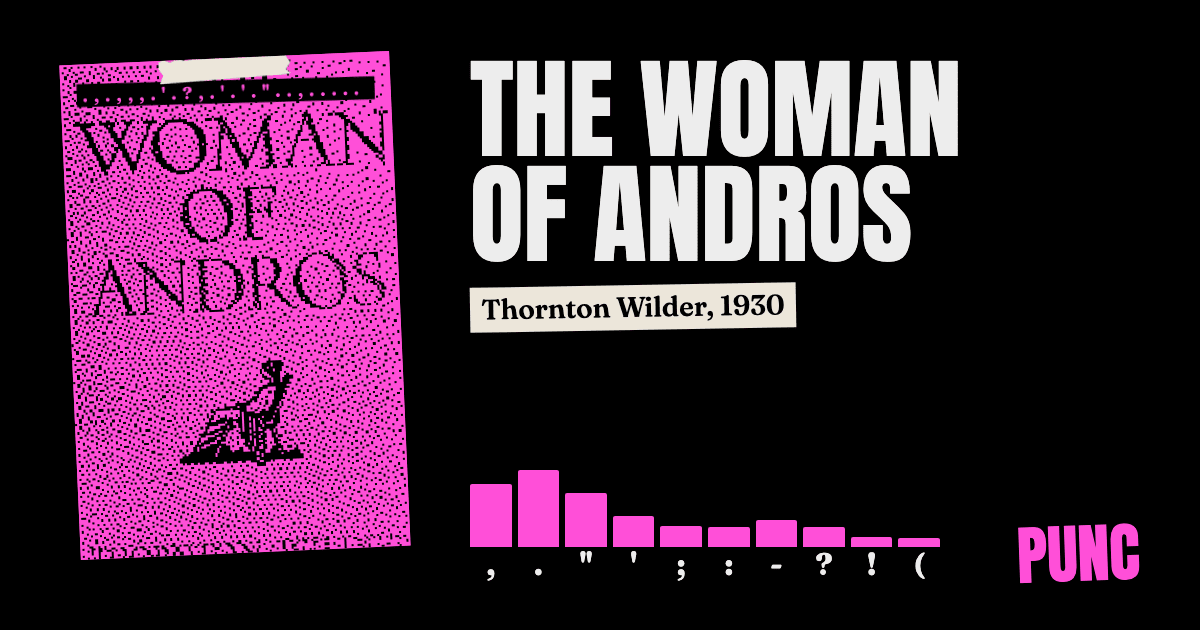 . , . , , , . ' . ? , . ' . ' . " . . , . . . . . .
WOMAN
OF
ANDROS
THE WOMAN
OF ANDROS
Thornton Wilder, 1930
, . " ' ; : - ? ! (
PUNC